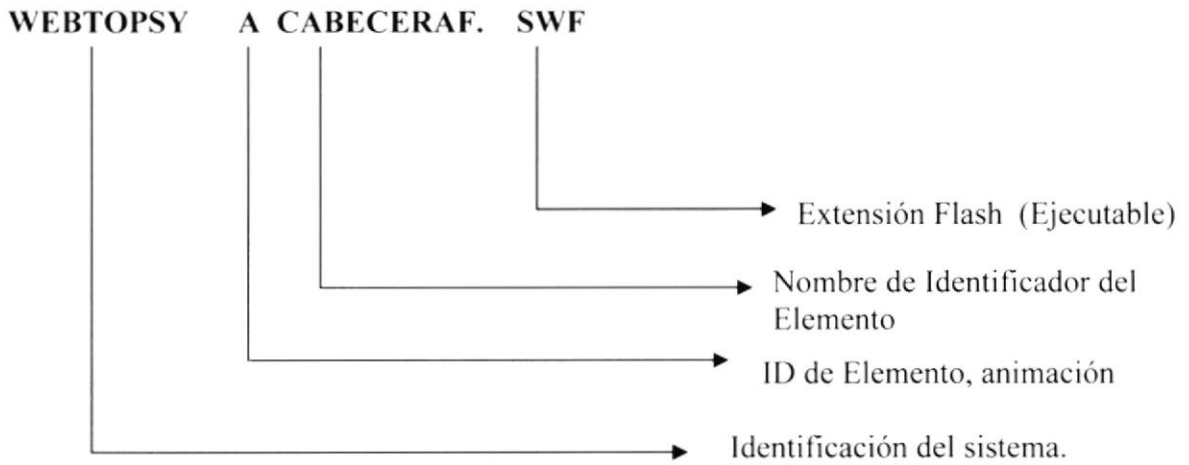 WEBTOPSY A CABECERAF. SWF
Extensión Flash (Ejecutable)
Nombre de Identificador del
Elemento
ID de Elemento, animación
Identificación del sistema.